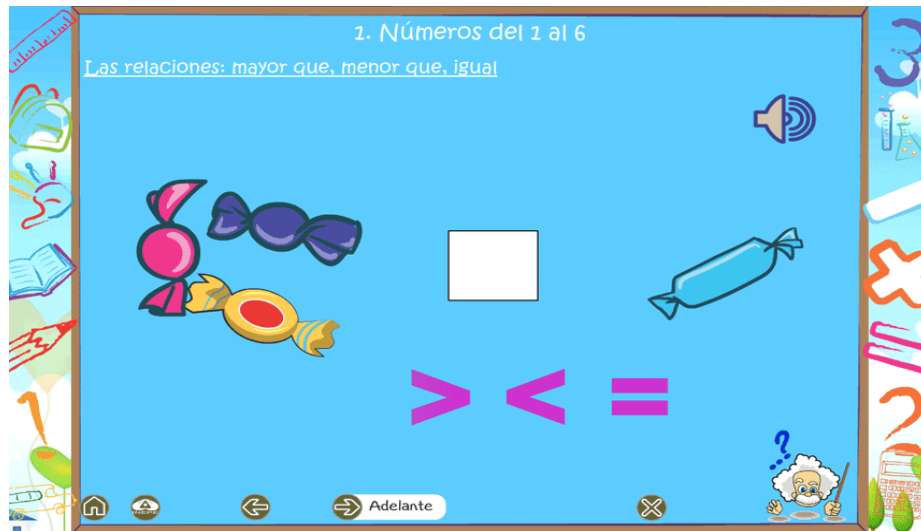 1. Números del 1 al 6
Las relaciones: mayor que, menor que, igual
> < =
Adelante